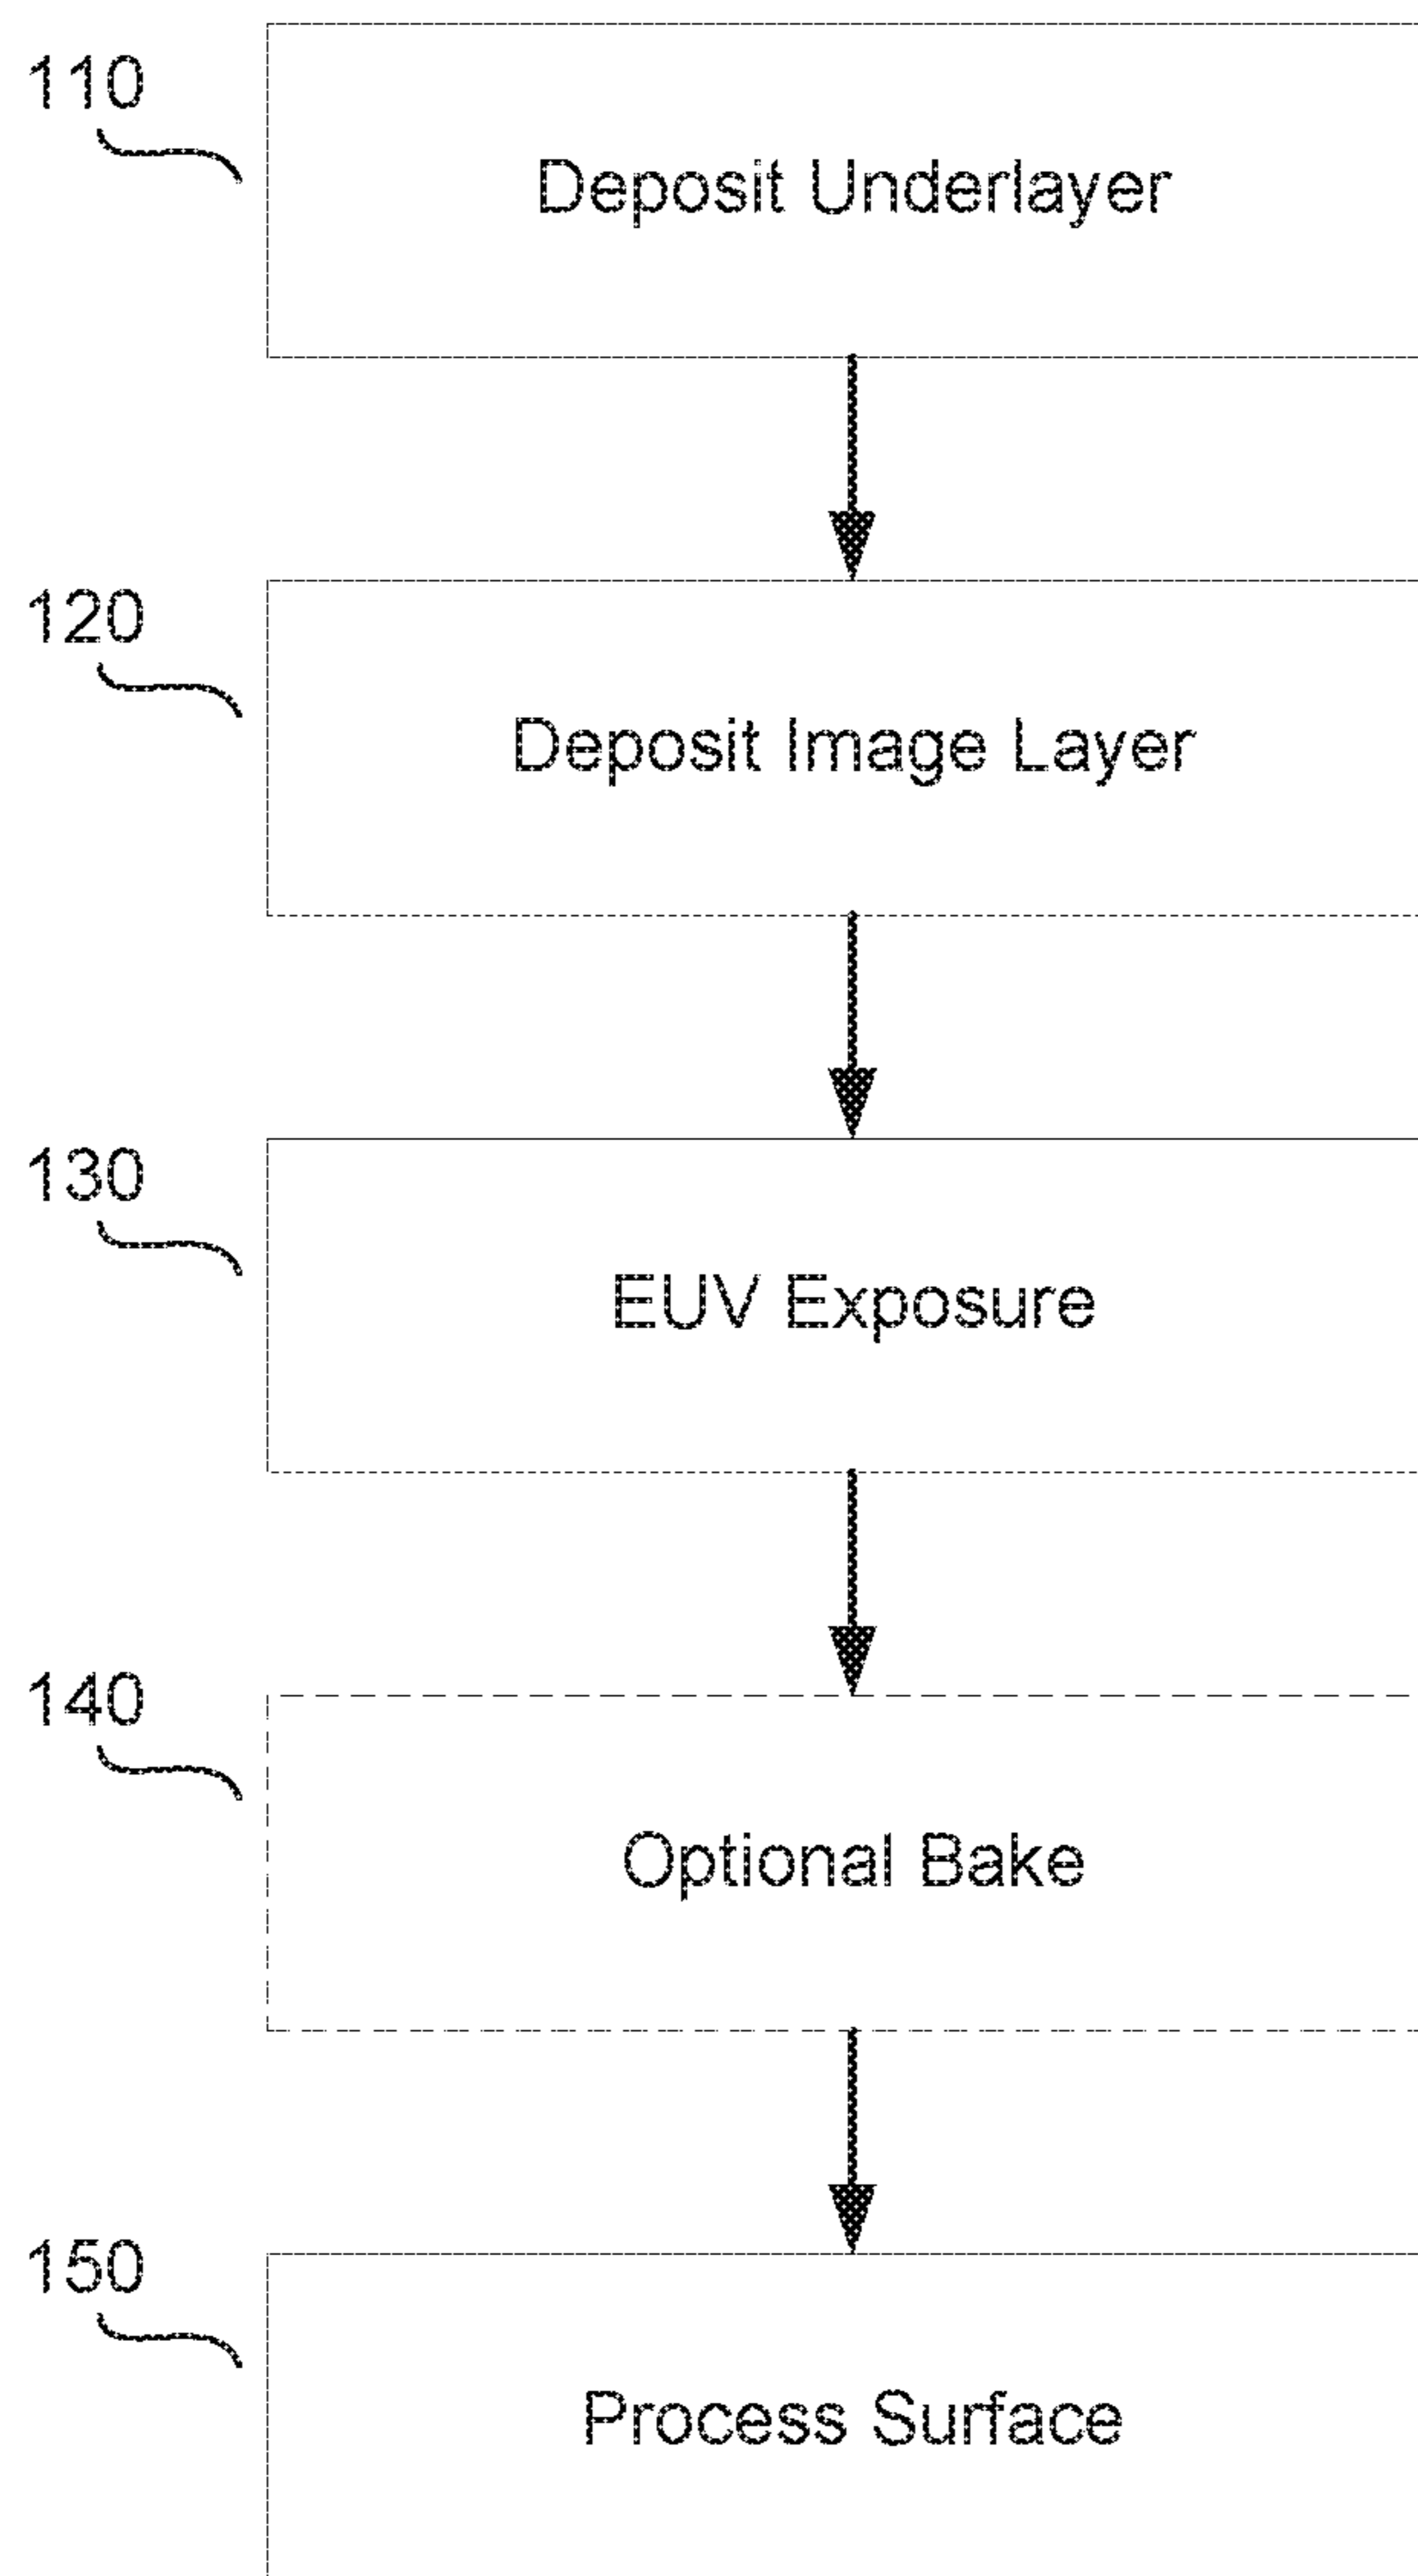 110
Deposit Underlayer
120
Deposit Image Layer
130
EUV Exposure
140
Optional Bake
150
Process Surface